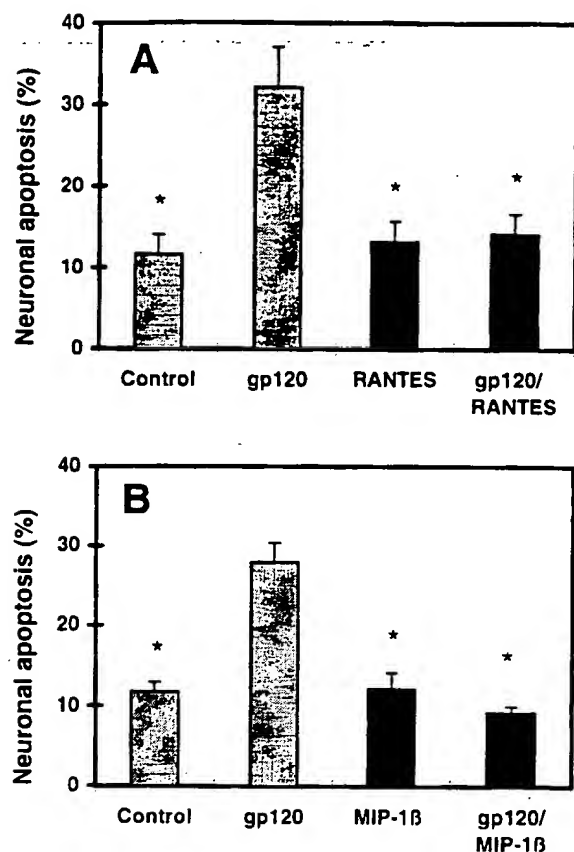 A
Neuronal apoptosis (%)
40
30
20
10
0
*
*
*
Control
gp120
RANTES
gp120/
RANTES
B
Neuronal apoptosis (%)
40
30
20
10
0
*
*
*
Control
gp120
MIP-1ß
gp120/
MIP-1ß